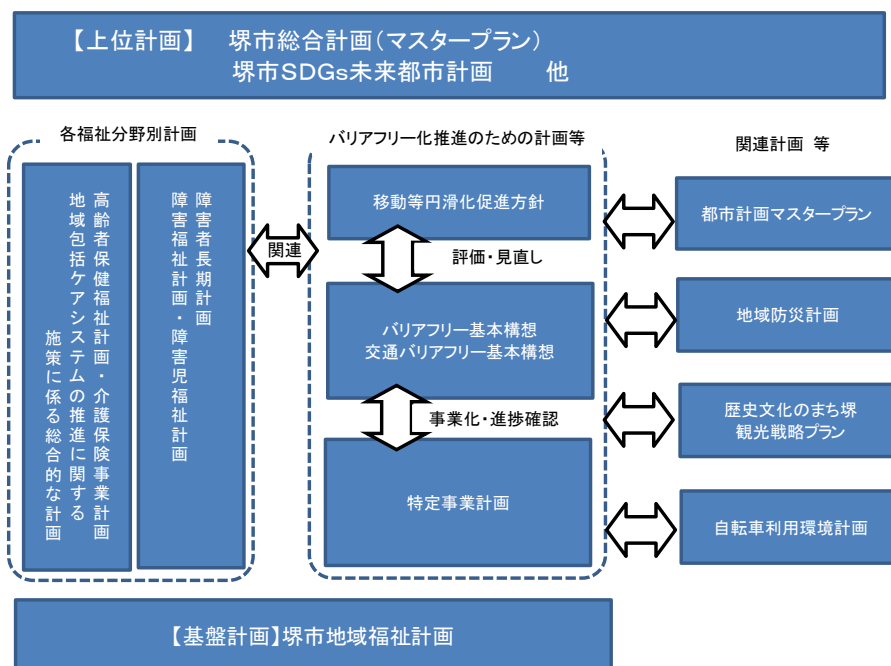 【上位計画】　堺市総合計画(マスタープラン)
堺市SDGs未来都市計画　　他
各福祉分野別計画
障害者長期計画
障害福祉計画・障害児福祉計画
高齢者保健福祉計画・介護保険事業計画
地域包括ケアシステムの推進に関する
施策に係る総合的な計画
関連
バリアフリー化推進のための計画等
移動等円滑化促進方針
評価・見直し
バリアフリー基本構想
交通バリアフリー基本構想
事業化・進捗確認
特定事業計画
関連計画 等
都市計画マスタープラン
地域防災計画
歴史文化のまち堺
観光戦略プラン
自転車利用環境計画
【基盤計画】堺市地域福祉計画